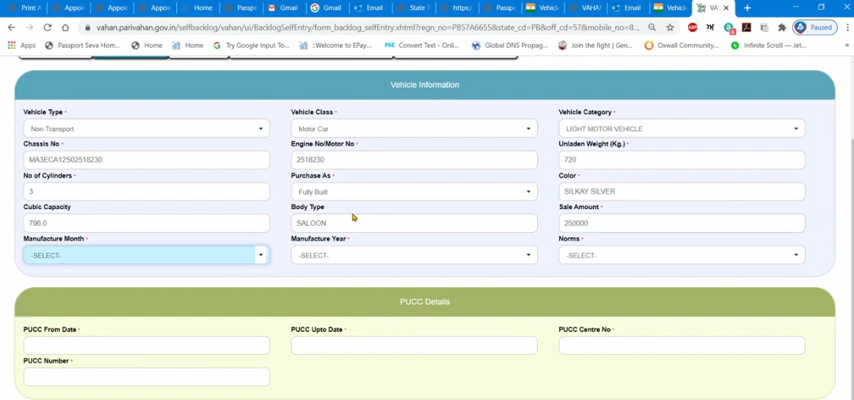 Print A
Appoi
Appoi
Appoi
Home
Passp
Gmail
Gmail
Email
State T
https:/
Passp
Vehicle
VAHA
Email
Vehicle
VA
vahan.parivahan.gov.in/selfbacklog/vahan/ui/BacklogSelfEntry/form_backlog_selfEntry.xhtml?regn_no=PB57A6655&state_cd=PB&off_cd=57&mobile_no=8...
Paused
Apps
Passport Seva Home...
Home
Try Google Input To...
::Welcome to EPay...
Convert Text - Onli...
Global DNS Propag...
Join the fight | Gen...
Oxwall Community...
Infinite Scroll — Jet...
Vehicle Information
Vehicle Type *
Vehicle Class *
Vehicle Category *
Non-Transport
Motor Car
LIGHT MOTOR VEHICLE
Chassis No *
Engine No/Motor No *
Unladen Weight (Kg.) *
MA3ECA12S02518230
2518230
720
No of Cylinders *
Purchase As *
Color *
3
Fully Built
SILKAY SILVER
Cubic Capacity
Body Type
Sale Amount *
796.0
SALOON
250000
Manufacture Month *
Manufacture Year *
Norms *
-SELECT-
-SELECT-
-SELECT-
PUCC Details
PUCC From Date *
PUCC Upto Date *
PUCC Centre No *
PUCC Number *